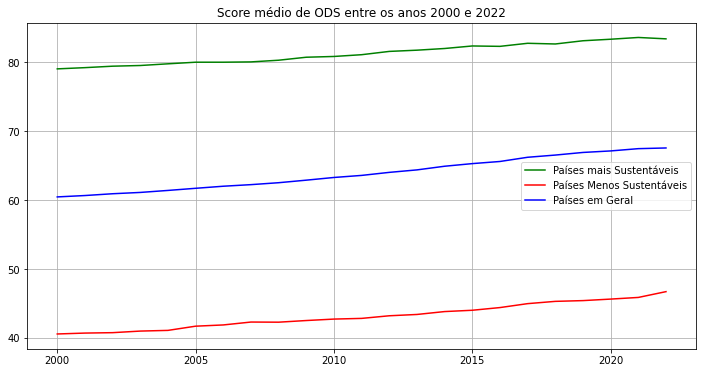 Score médio de ODS entre os anos 2000 e 2022
80
70
60
50
40
Países mais Sustentáveis
Países Menos Sustentáveis
Países em Geral
2000
2005
2010
2015
2020